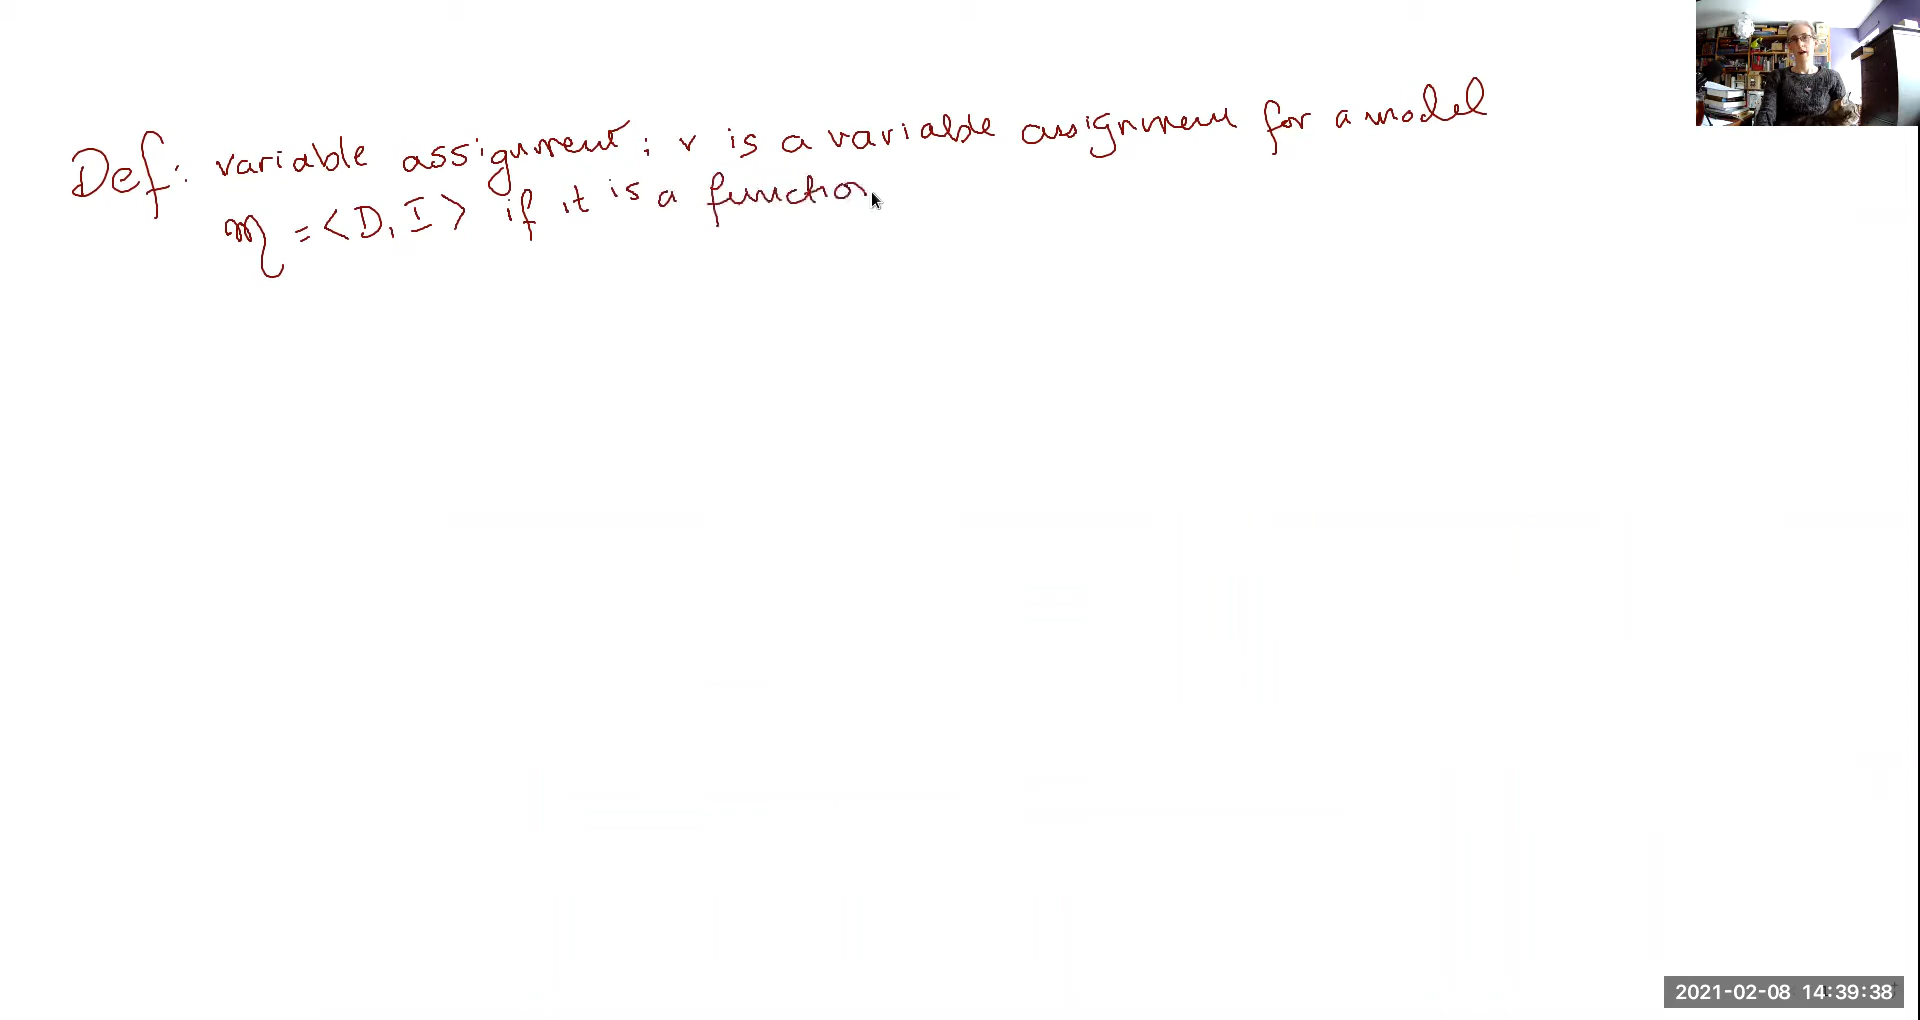 Def: variable assignment: v is a variable assignment for a model
𝔐 = <D, I> if it is a function
2021-02-08 14:39:38